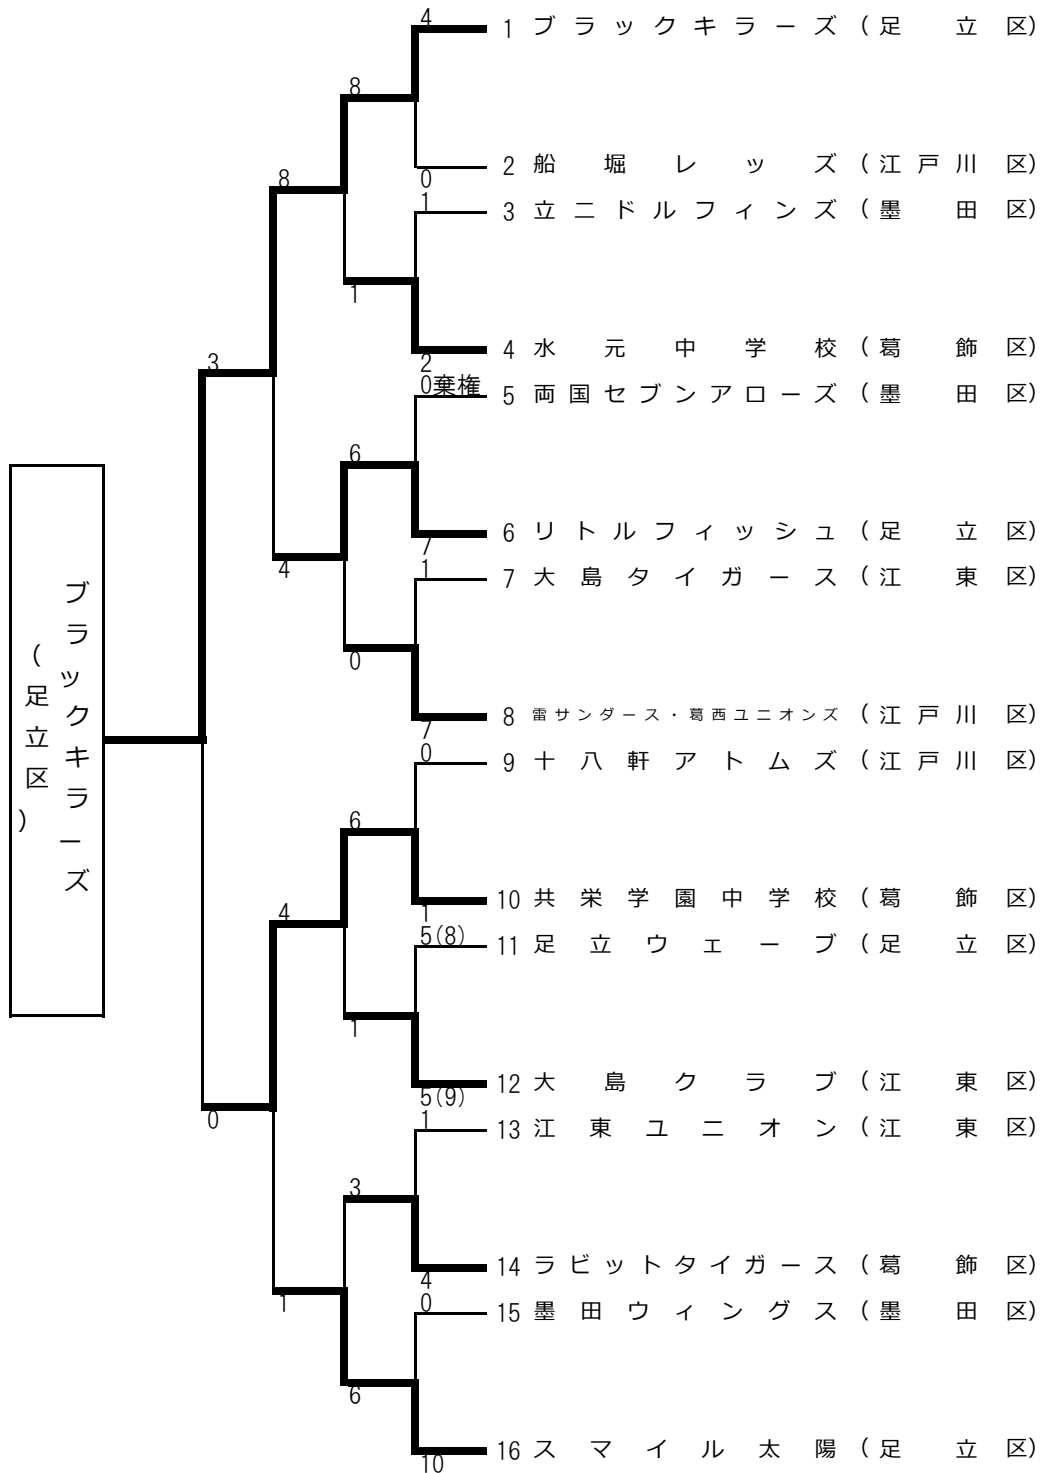 4
1 ブラックキラーズ (足立区)
8
2 船堀レッズ (江戸川区)
8
0
1
3 立二ドルフィンズ (墨田区)
1
4 水元中学校 (葛飾区)
3
2
0棄権
5 両国セブンアローズ (墨田区)
6
6 リトルフィッシュ (足立区)
7
4
1
7 大島タイガース (江東区)
0
8 雷サンダース・葛西ユニオンズ (江戸川区)
7
0
9 十八軒アトムズ (江戸川区)
ブラックキラーズ
(足立区)
6
10 共栄学園中学校 (葛飾区)
4
1
5(8)
11 足立ウェーブ (足立区)
1
12 大島クラブ (江東区)
5(9)
0
1
13 江東ユニオン (江東区)
3
14 ラビットタイガース (葛飾区)
4
1
0
15 墨田ウィングス (墨田区)
6
16 スマイル太陽 (足立区)
10